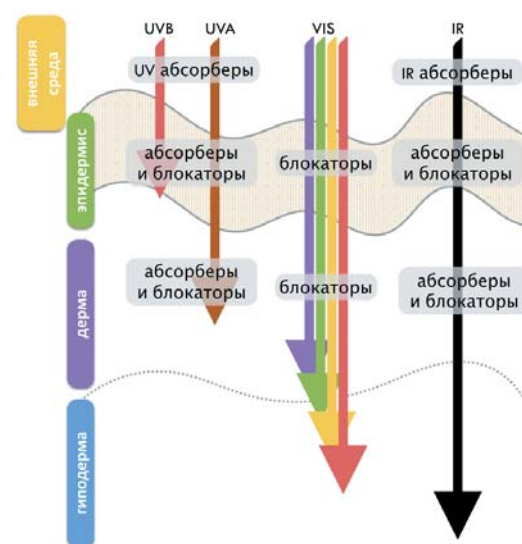 UVB
UVA
VIS
IR
внешняя
среда
UV абсорберы
IR абсорберы
эпидермис
абсорберы
и блокаторы
блокаторы
абсорберы
и блокаторы
дерма
абсорберы
и блокаторы
блокаторы
абсорберы
и блокаторы
гиподерма